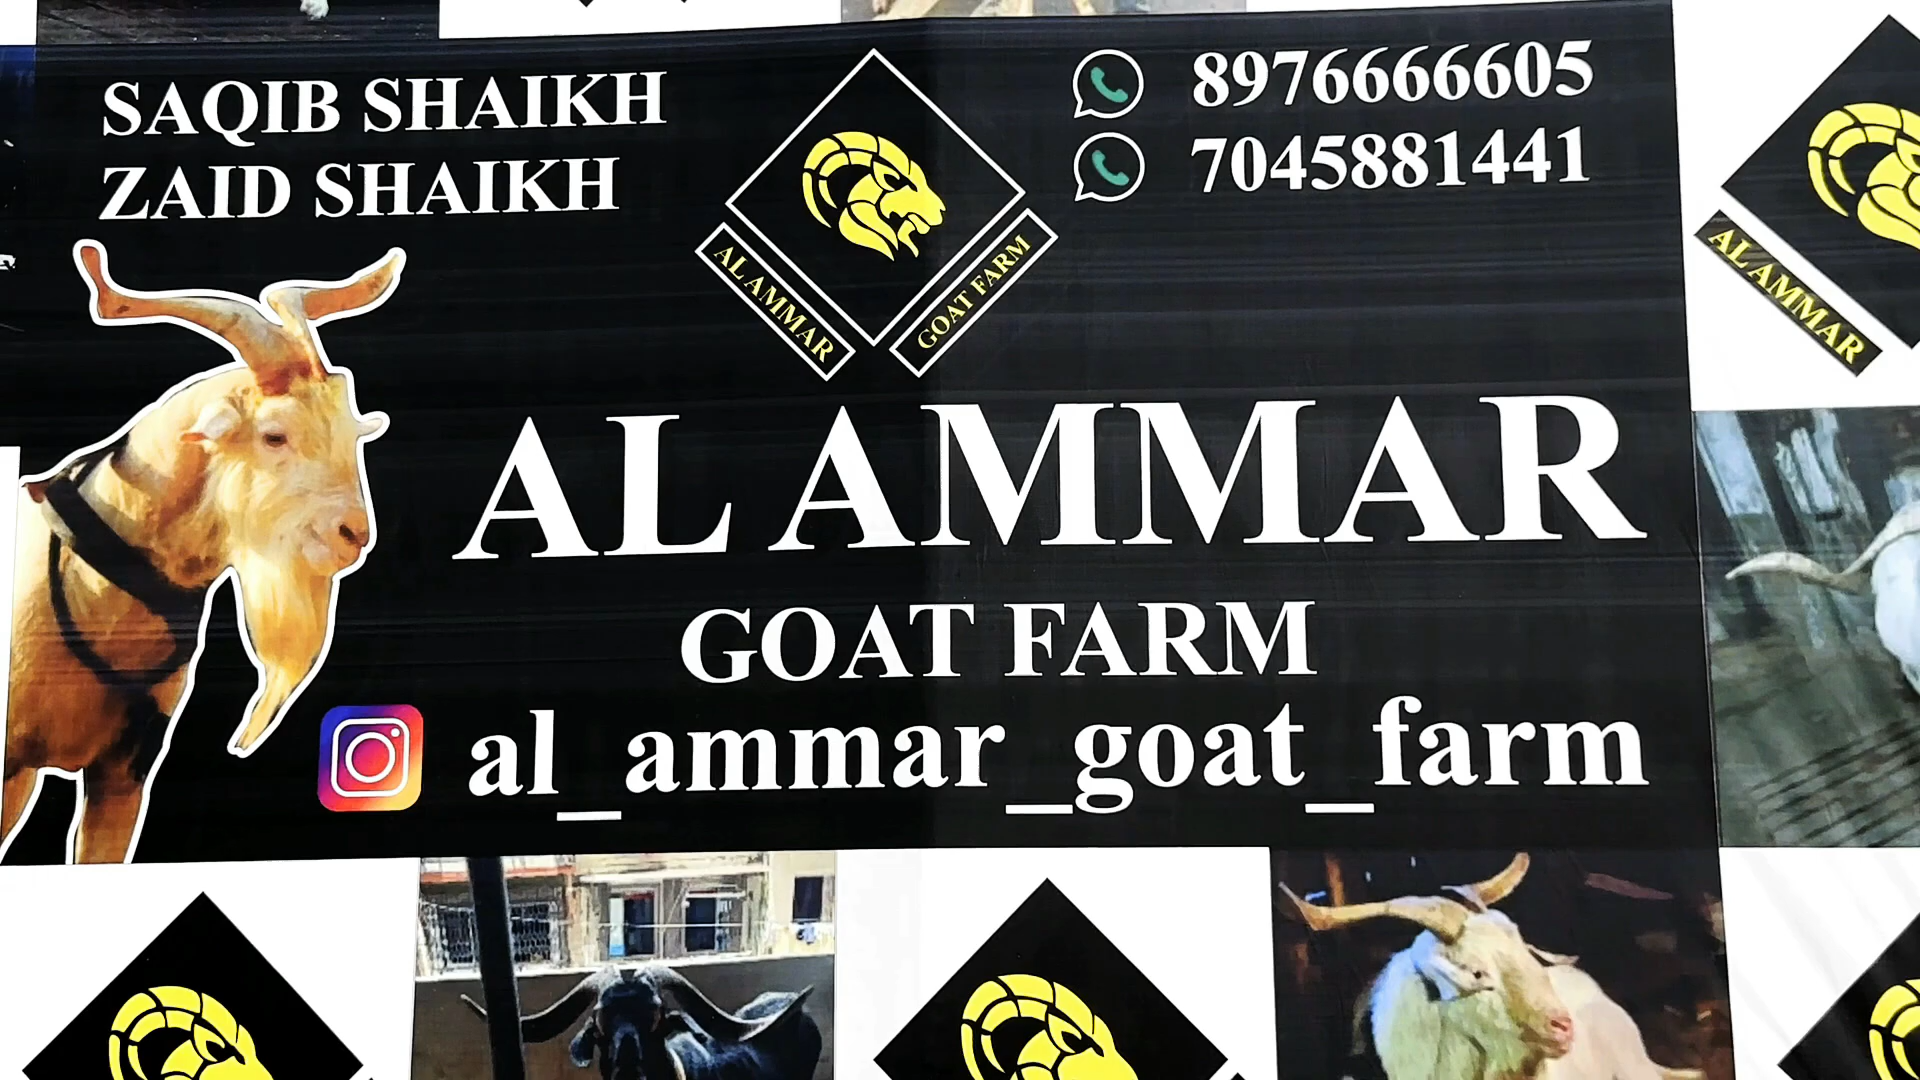 SAQIB SHAIKH
ZAID SHAIKH
8976666605
7045881441
AL AMMAR
GOAT FARM
AL AMMAR
GOAT FARM
al_ammar_goat_farm
AL AMMAR